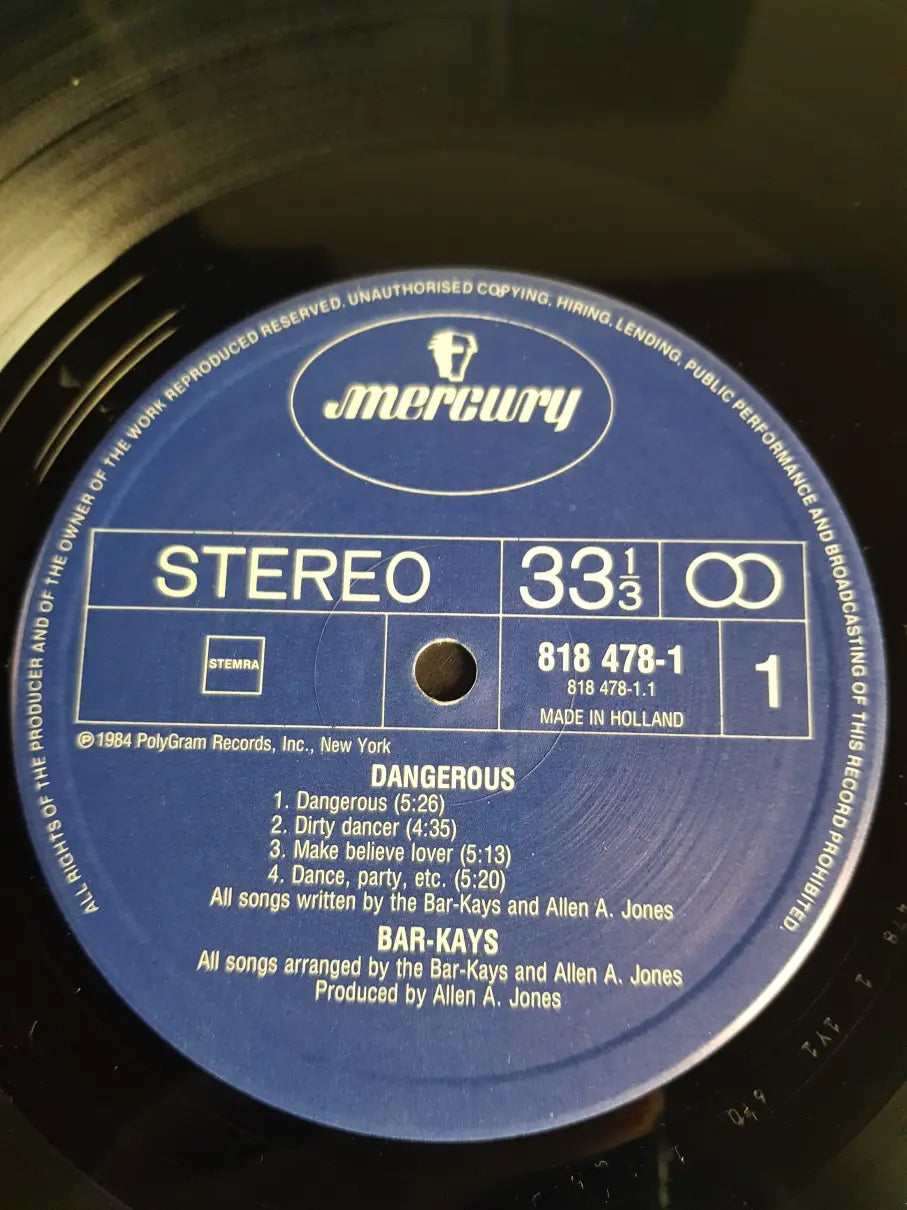 ALL RIGHTS OF THE PRODUCER AND OF THE OWNER OF THE WORK REPRODUCED RESERVED. UNAUTHORISED COPYING, HIRING, LENDING, PUBLIC PERFORMANCE AND BROADCASTING OF THIS RECORD PROHIBITED.
mercury
STEREO
33 1/3
STEMRA
818 478-1
818 478-1.1
MADE IN HOLLAND
1
℗ 1984 PolyGram Records, Inc., New York
DANGEROUS
1. Dangerous (5:26)
2. Dirty dancer (4:35)
3. Make believe lover (5:13)
4. Dance, party, etc. (5:20)
All songs written by the Bar-Kays and Allen A. Jones
BAR-KAYS
All songs arranged by the Bar-Kays and Allen A. Jones
Produced by Allen A. Jones